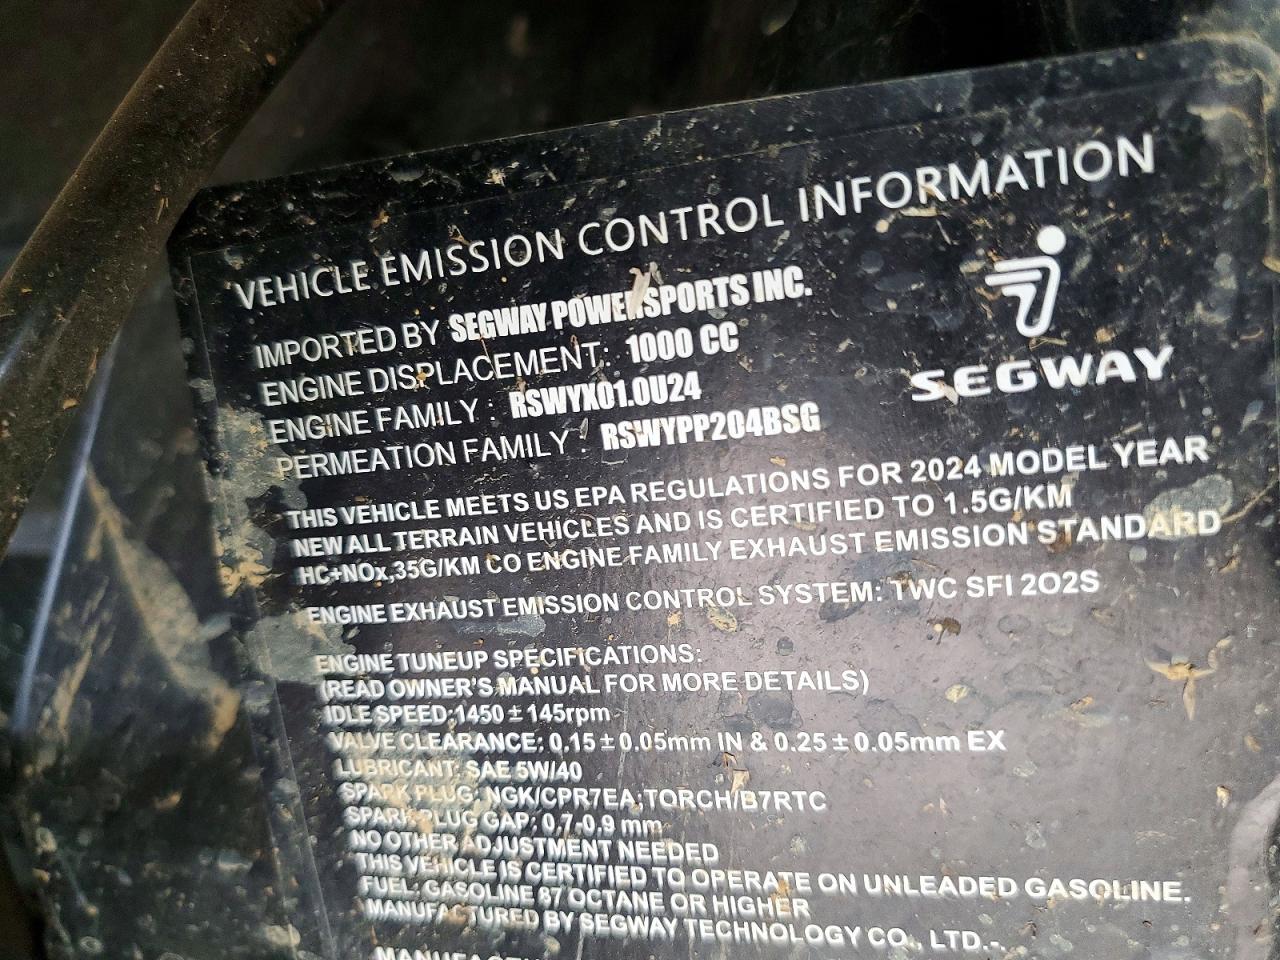 VEHICLE EMISSION CONTROL INFORMATION
IMPORTED BY SEGWAY POWERSPORTS INC.
ENGINE DISPLACEMENT: 1000 CC
ENGINE FAMILY : RSWYX01.0U24
PERMEATION FAMILY : RSWYPP204BSG
SEGWAY
THIS VEHICLE MEETS US EPA REGULATIONS FOR 2024 MODEL YEAR
NEW ALL TERRAIN VEHICLES AND IS CERTIFIED TO 1.5G/KM
HC+NOx,35G/KM CO ENGINE FAMILY EXHAUST EMISSION STANDARD
ENGINE EXHAUST EMISSION CONTROL SYSTEM: TWC SFI 2O2S
ENGINE TUNEUP SPECIFICATIONS:
(READ OWNER'S MANUAL FOR MORE DETAILS)
IDLE SPEED:1450±145rpm
VALVE CLEARANCE: 0.15±0.05mm IN & 0.25±0.05mm EX
LUBRICANT: SAE 5W/40
SPARK PLUG: NGK/CPR7EA;TORCH/B7RTC
SPARK PLUG GAP: 0.7-0.9 mm
NO OTHER ADJUSTMENT NEEDED
THIS VEHICLE IS CERTIFIED TO OPERATE ON UNLEADED GASOLINE.
FUEL: GASOLINE 87 OCTANE OR HIGHER
MANUFACTURED BY SEGWAY TECHNOLOGY CO., LTD.